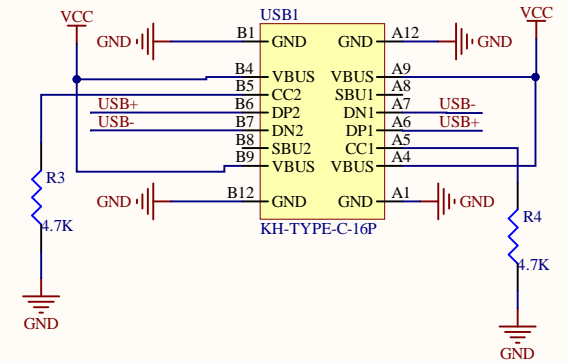 USB1
VCC
VCC
GND
B1
GND
GND
A12
GND
B4
VBUS
VBUS
A9
B5
CC2
SBU1
A8
USB+
B6
DP2
DN1
A7
USB-
USB-
B7
DN2
DP1
A6
USB+
B8
SBU2
CC1
A5
B9
VBUS
VBUS
A4
R3
GND
B12
GND
GND
A1
GND
4.7K
KH-TYPE-C-16P
R4
4.7K
GND
GND